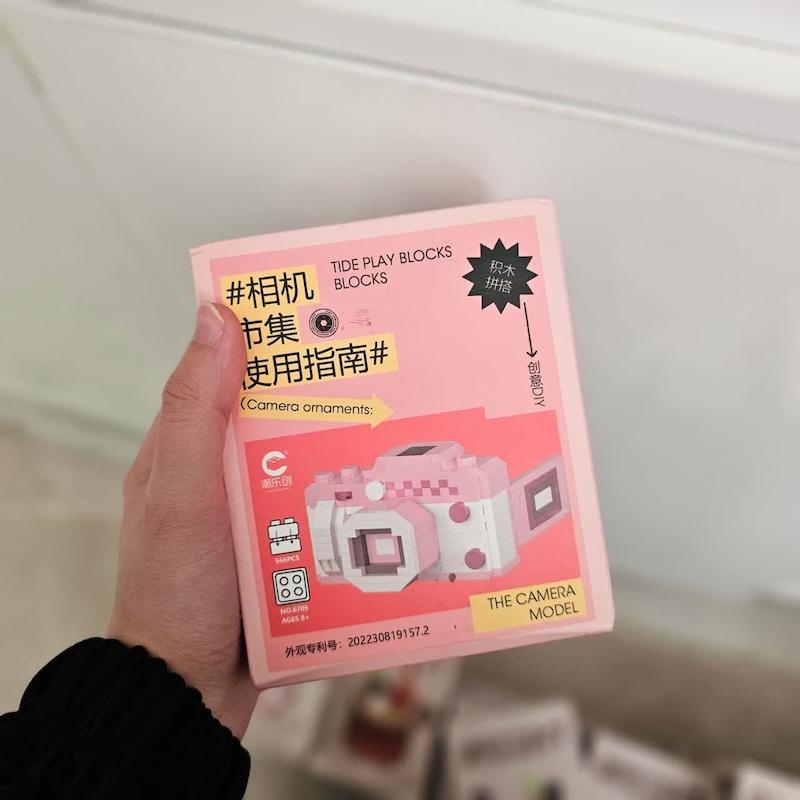 TIDE PLAY BLOCKS
BLOCKS
#相机
市集
使用指南#
(Camera ornaments:
积木
拼搭
创意DIY
潮乐创
566PCS
NO.6705
AGES 8+
THE CAMERA
MODEL
外观专利号：202230819157.2